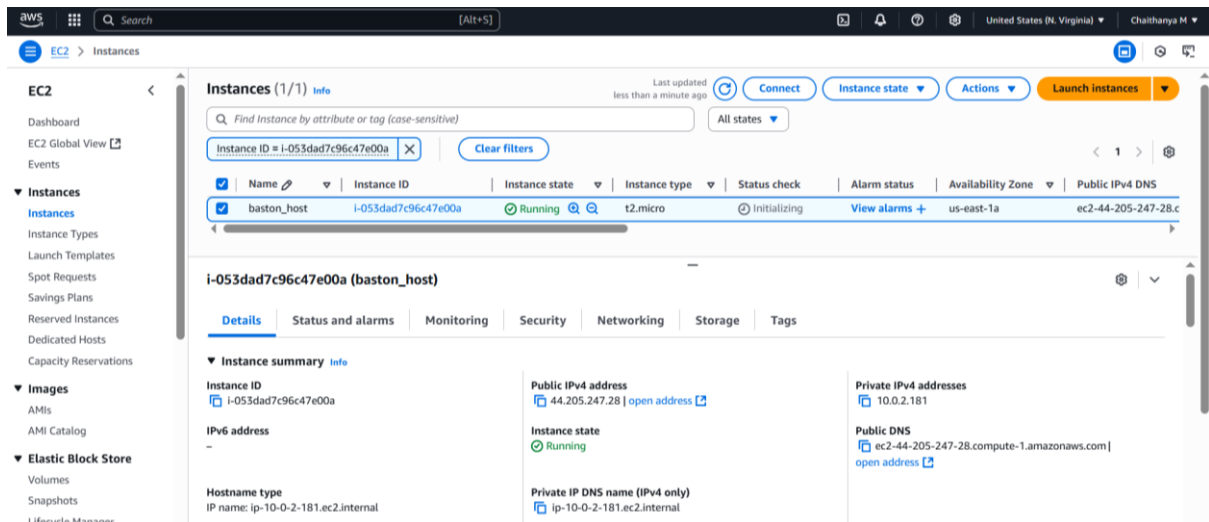 aws
Search
[Alt+S]
United States (N. Virginia)
Chaithanya M
EC2 > Instances
EC2
Dashboard
EC2 Global View
Events
Instances
Instances
Instance Types
Launch Templates
Spot Requests
Savings Plans
Reserved Instances
Dedicated Hosts
Capacity Reservations
Images
AMIs
AMI Catalog
Elastic Block Store
Volumes
Snapshots
Lifecycle Manager
Instances (1/1) Info
Last updated
less than a minute ago
Connect
Instance state
Actions
Launch instances
Find Instance by attribute or tag (case-sensitive)
All states
Instance ID = i-053dad7c96c47e00a
Clear filters
1
Name Instance ID Instance state Instance type Status check Alarm status Availability Zone Public IPv4 DNS
baston_host i-053dad7c96c47e00a Running t2.micro Initializing View alarms + us-east-1a ec2-44-205-247-28.c
i-053dad7c96c47e00a (baston_host)
Details Status and alarms Monitoring Security Networking Storage Tags
Instance summary Info
Instance ID
i-053dad7c96c47e00a
Public IPv4 address
44.205.247.28 | open address
Private IPv4 addresses
10.0.2.181
IPv6 address
–
Instance state
Running
Public DNS
ec2-44-205-247-28.compute-1.amazonaws.com |
open address
Hostname type
IP name: ip-10-0-2-181.ec2.internal
Private IP DNS name (IPv4 only)
ip-10-0-2-181.ec2.internal